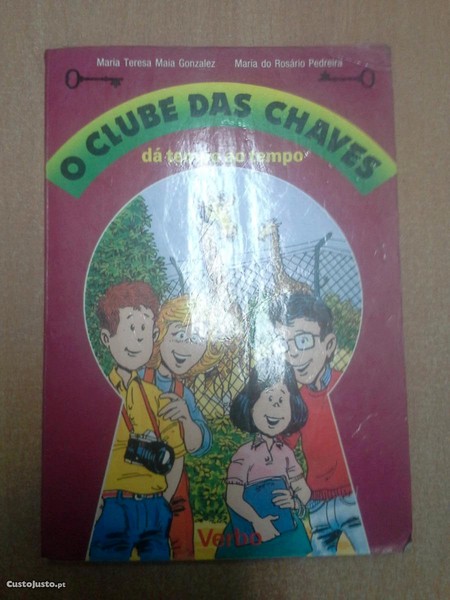 Maria Teresa Maia Gonzalez Maria do Rosário Pedreira
O CLUBE DAS CHAVES
dá tempo ao tempo
Verbo
CustoJusto.pt